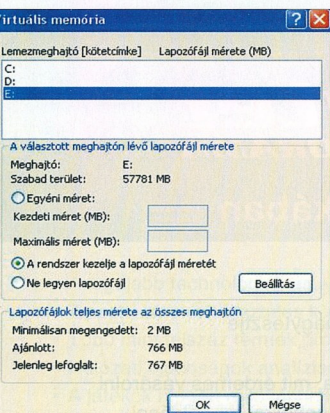 Virtuális memória
Lemezmeghajtó [kötetcímke] Lapozófájl mérete (MB)
C:
D:
E:
A választott meghajtón lévő lapozófájl mérete
Meghajtó: E:
Szabad terület: 57781 MB
Egyéni méret:
Kezdeti méret (MB):
Maximális méret (MB):
A rendszer kezelje a lapozófájl méretét
Ne legyen lapozófájl
Beállítás
Lapozófájlok teljes mérete az összes meghajtón
Minimálisan megengedett: 2 MB
Ajánlott: 766 MB
Jelenleg lefoglalt: 767 MB
OK Mégse